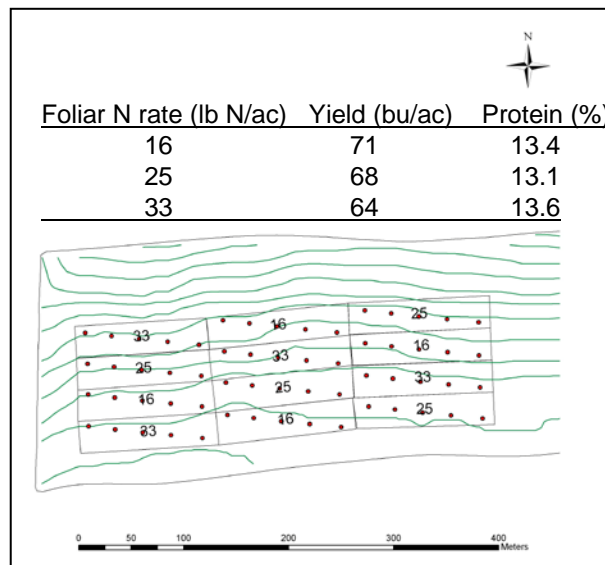 N
Foliar N rate (lb N/ac) Yield (bu/ac) Protein (%)
16 71 13.4
25 68 13.1
33 64 13.6
33 16 25
25 33 16
16 25 33
33 16 25
0 50 100 200 300 400
Meters